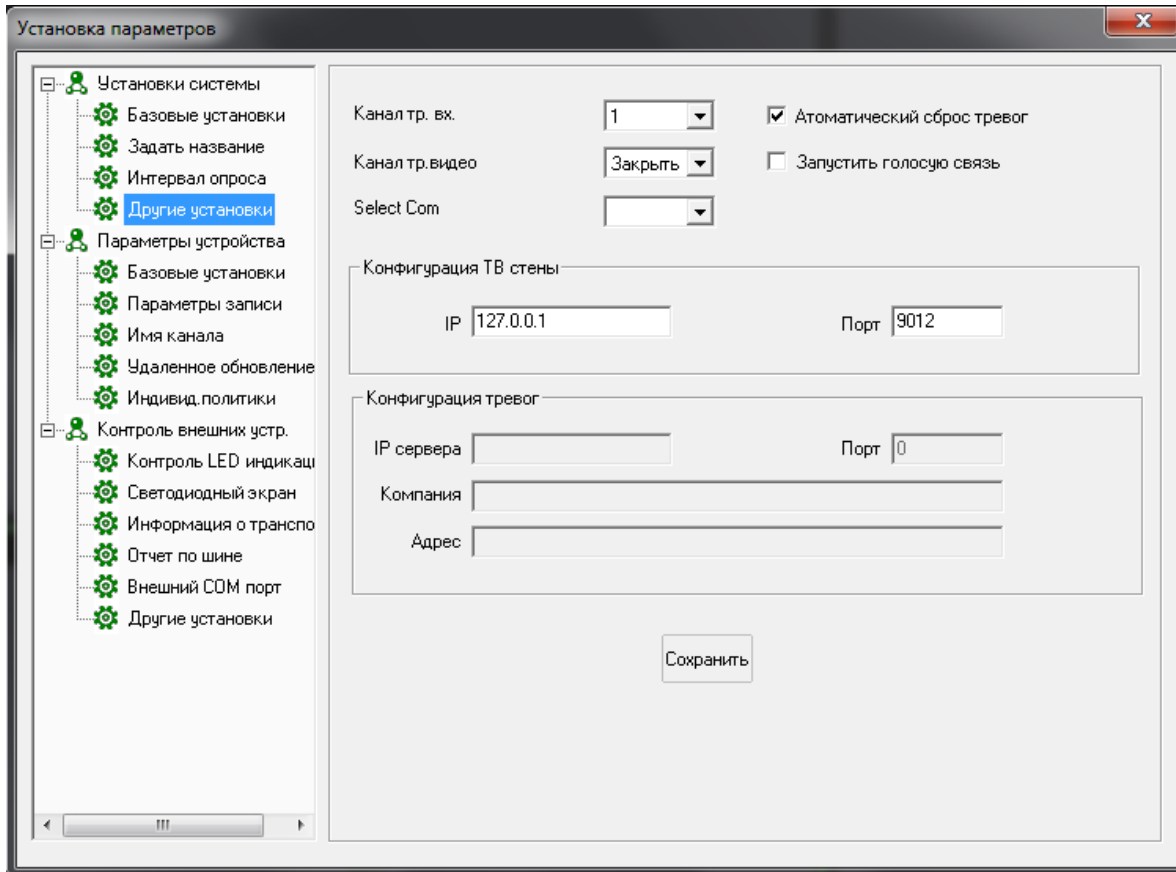 Установка параметров
Установки системы
Базовые установки
Задать название
Интервал опроса
Другие установки
Параметры устройства
Базовые установки
Параметры записи
Имя канала
Удаленное обновление
Индивид.политики
Контроль внешних устр.
Контроль LED индикаци
Светодиодный экран
Информация о транспо
Отчет по шине
Внешний COM порт
Другие установки
Канал тр. вх. 1 Атоматический сброс тревог
Канал тр.видео Закрыть Запустить голосую связь
Select Com
Конфигурация ТВ стены
IP 127.0.0.1 Порт 9012
Конфигурация тревог
IP сервера Порт 0
Компания
Адрес
Сохранить